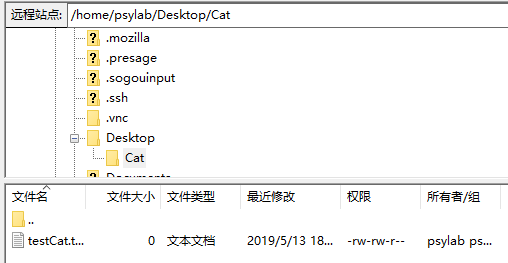 远程站点: /home/psylab/Desktop/Cat
.mozilla
.presage
.sogouinput
.ssh
.vnc
Desktop
Cat
Documents
文件名 文件大小 文件类型 最近修改 权限 所有者/组
..
testCat.t... 0 文本文档 2019/5/13 18... -rw-rw-r-- psylab ps...